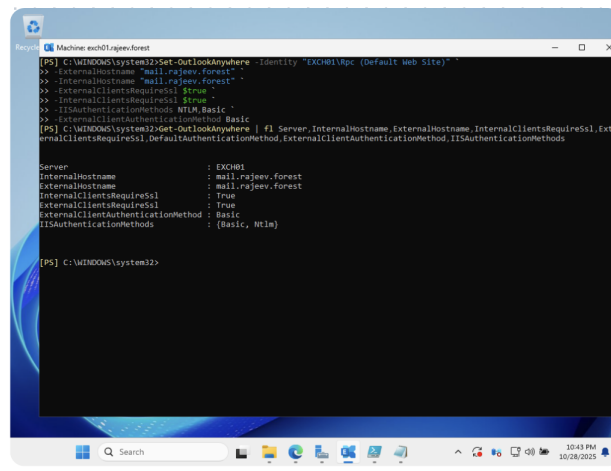 Recycle
Machine: exch01.rajeev.forest
[PS] C:\WINDOWS\system32>Set-OutlookAnywhere -Identity "EXCH01\Rpc (Default Web Site)" `
>> -ExternalHostname "mail.rajeev.forest" `
>> -InternalHostname "mail.rajeev.forest" `
>> -ExternalClientsRequireSsl $true `
>> -InternalClientsRequireSsl $true `
>> -IISAuthenticationMethods NTLM,Basic `
>> -ExternalClientAuthenticationMethod Basic
[PS] C:\WINDOWS\system32>Get-OutlookAnywhere | fl Server,InternalHostname,ExternalHostname,InternalClientsRequireSsl,Ext
ernalClientsRequireSsl,DefaultAuthenticationMethod,ExternalClientAuthenticationMethod,IISAuthenticationMethods
Server : EXCH01
InternalHostname : mail.rajeev.forest
ExternalHostname : mail.rajeev.forest
InternalClientsRequireSsl : True
ExternalClientsRequireSsl : True
ExternalClientAuthenticationMethod : Basic
IISAuthenticationMethods : {Basic, Ntlm}
[PS] C:\WINDOWS\system32>
Search
10:43 PM
10/28/2025